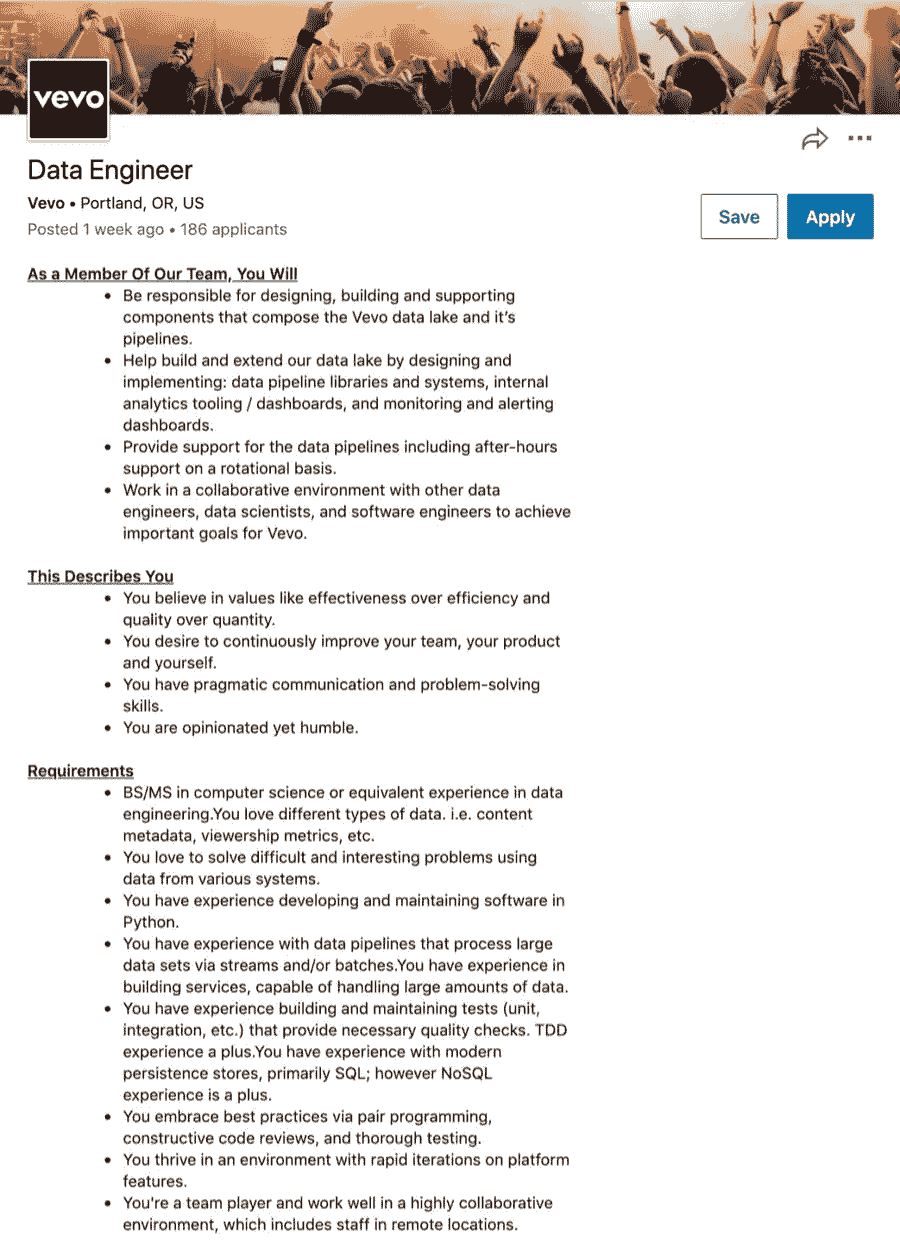 vevo
Data Engineer
Vevo • Portland, OR, US
Posted 1 week ago • 186 applicants
Save
Apply
As a Member Of Our Team, You Will
• Be responsible for designing, building and supporting
components that compose the Vevo data lake and it’s
pipelines.
• Help build and extend our data lake by designing and
implementing: data pipeline libraries and systems, internal
analytics tooling / dashboards, and monitoring and alerting
dashboards.
• Provide support for the data pipelines including after-hours
support on a rotational basis.
• Work in a collaborative environment with other data
engineers, data scientists, and software engineers to achieve
important goals for Vevo.
This Describes You
• You believe in values like effectiveness over efficiency and
quality over quantity.
• You desire to continuously improve your team, your product
and yourself.
• You have pragmatic communication and problem-solving
skills.
• You are opinionated yet humble.
Requirements
• BS/MS in computer science or equivalent experience in data
engineering.You love different types of data. i.e. content
metadata, viewership metrics, etc.
• You love to solve difficult and interesting problems using
data from various systems.
• You have experience developing and maintaining software in
Python.
• You have experience with data pipelines that process large
data sets via streams and/or batches.You have experience in
building services, capable of handling large amounts of data.
• You have experience building and maintaining tests (unit,
integration, etc.) that provide necessary quality checks. TDD
experience a plus.You have experience with modern
persistence stores, primarily SQL; however NoSQL
experience is a plus.
• You embrace best practices via pair programming,
constructive code reviews, and thorough testing.
• You thrive in an environment with rapid iterations on platform
features.
• You're a team player and work well in a highly collaborative
environment, which includes staff in remote locations.